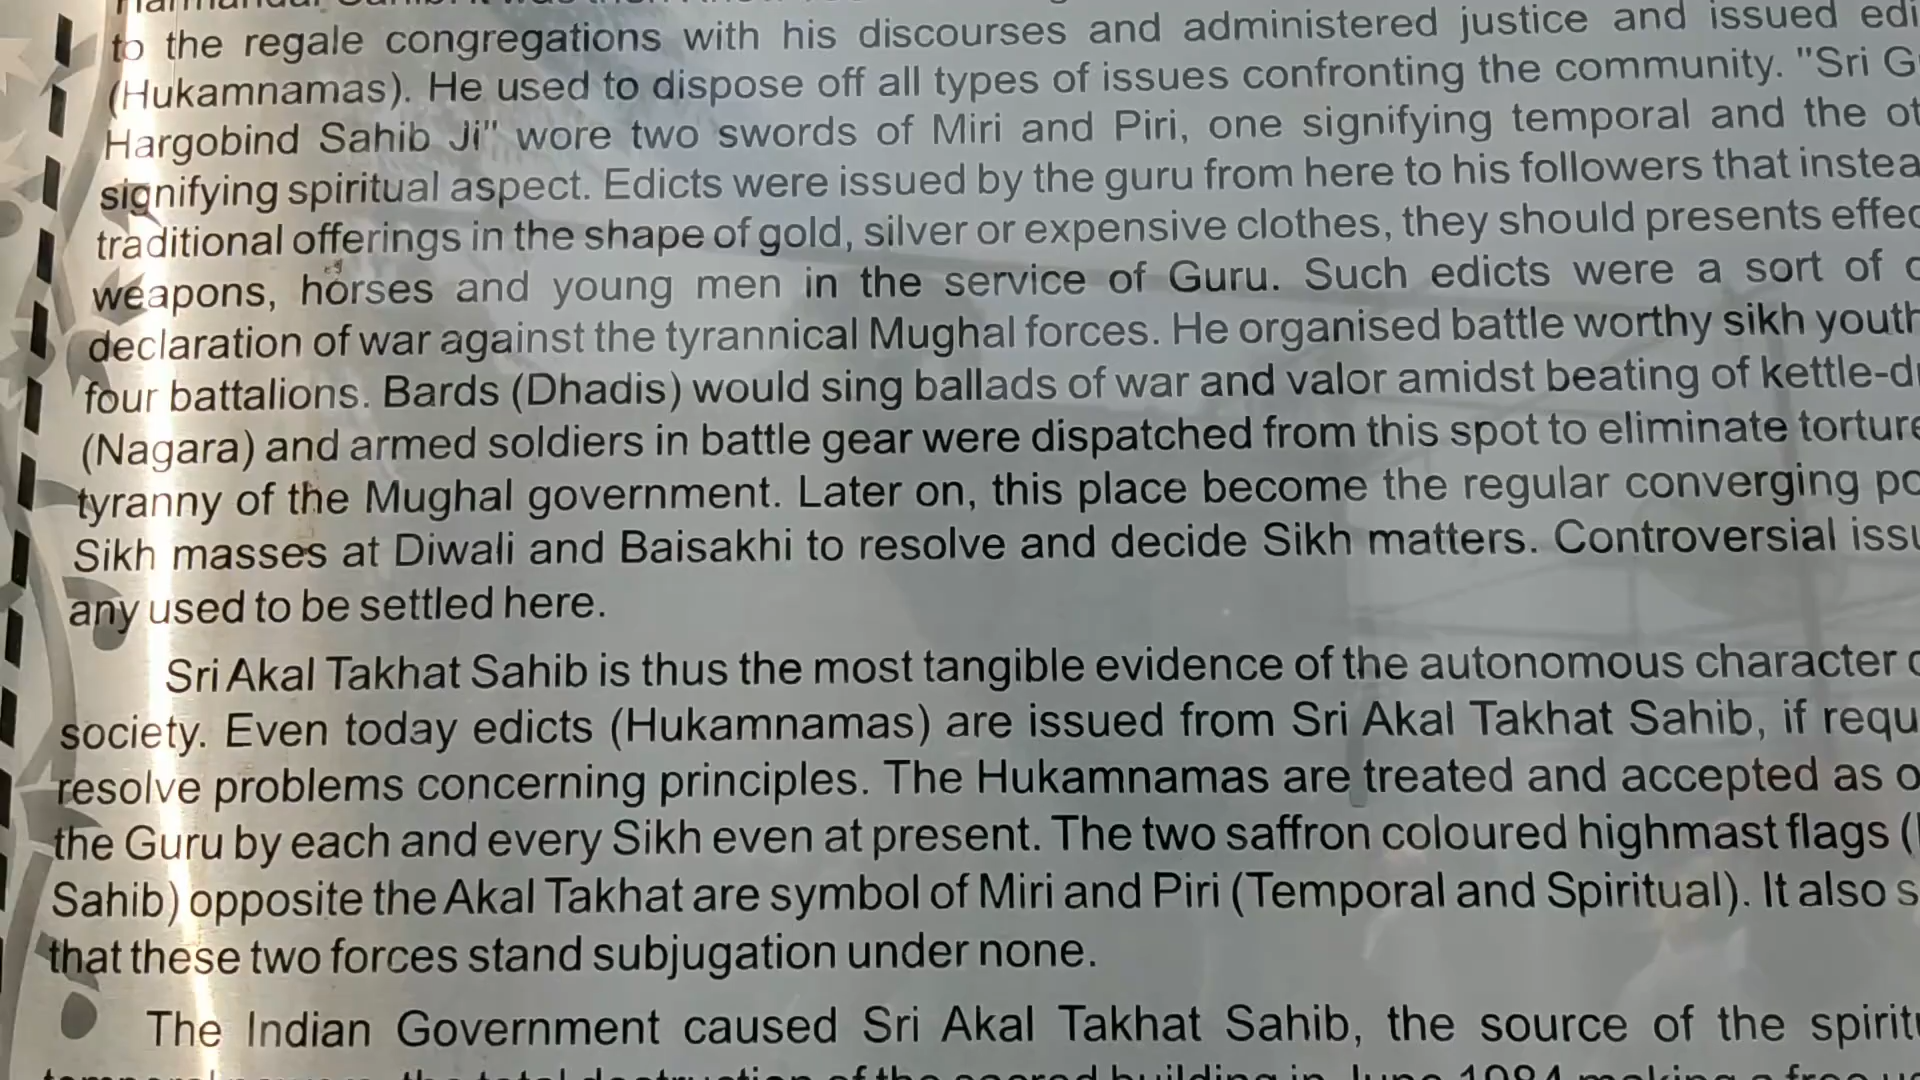 to the regale congregations with his discourses and administered justice and issued
(Hukamnamas). He used to dispose off all types of issues confronting the community. "Sri
Hargobind Sahib Ji" wore two swords of Miri and Piri, one signifying temporal and the
signifying spiritual aspect. Edicts were issued by the guru from here to his followers that
traditional offerings in the shape of gold, silver or expensive clothes, they should presents
weapons, horses and young men in the service of Guru. Such edicts were a sort of
declaration of war against the tyrannical Mughal forces. He organised battle worthy sikh
four battalions. Bards (Dhadis) would sing ballads of war and valor amidst beating of
(Nagara) and armed soldiers in battle gear were dispatched from this spot to eliminate
tyranny of the Mughal government. Later on, this place become the regular converging
Sikh masses at Diwali and Baisakhi to resolve and decide Sikh matters. Controversial
any used to be settled here.
Sri Akal Takhat Sahib is thus the most tangible evidence of the autonomous character
society. Even today edicts (Hukamnamas) are issued from Sri Akal Takhat Sahib, if
resolve problems concerning principles. The Hukamnamas are treated and accepted as
the Guru by each and every Sikh even at present. The two saffron coloured highmast flags
Sahib) opposite the Akal Takhat are symbol of Miri and Piri (Temporal and Spiritual). It also
that these two forces stand subjugation under none.
The Indian Government caused Sri Akal Takhat Sahib, the source of the